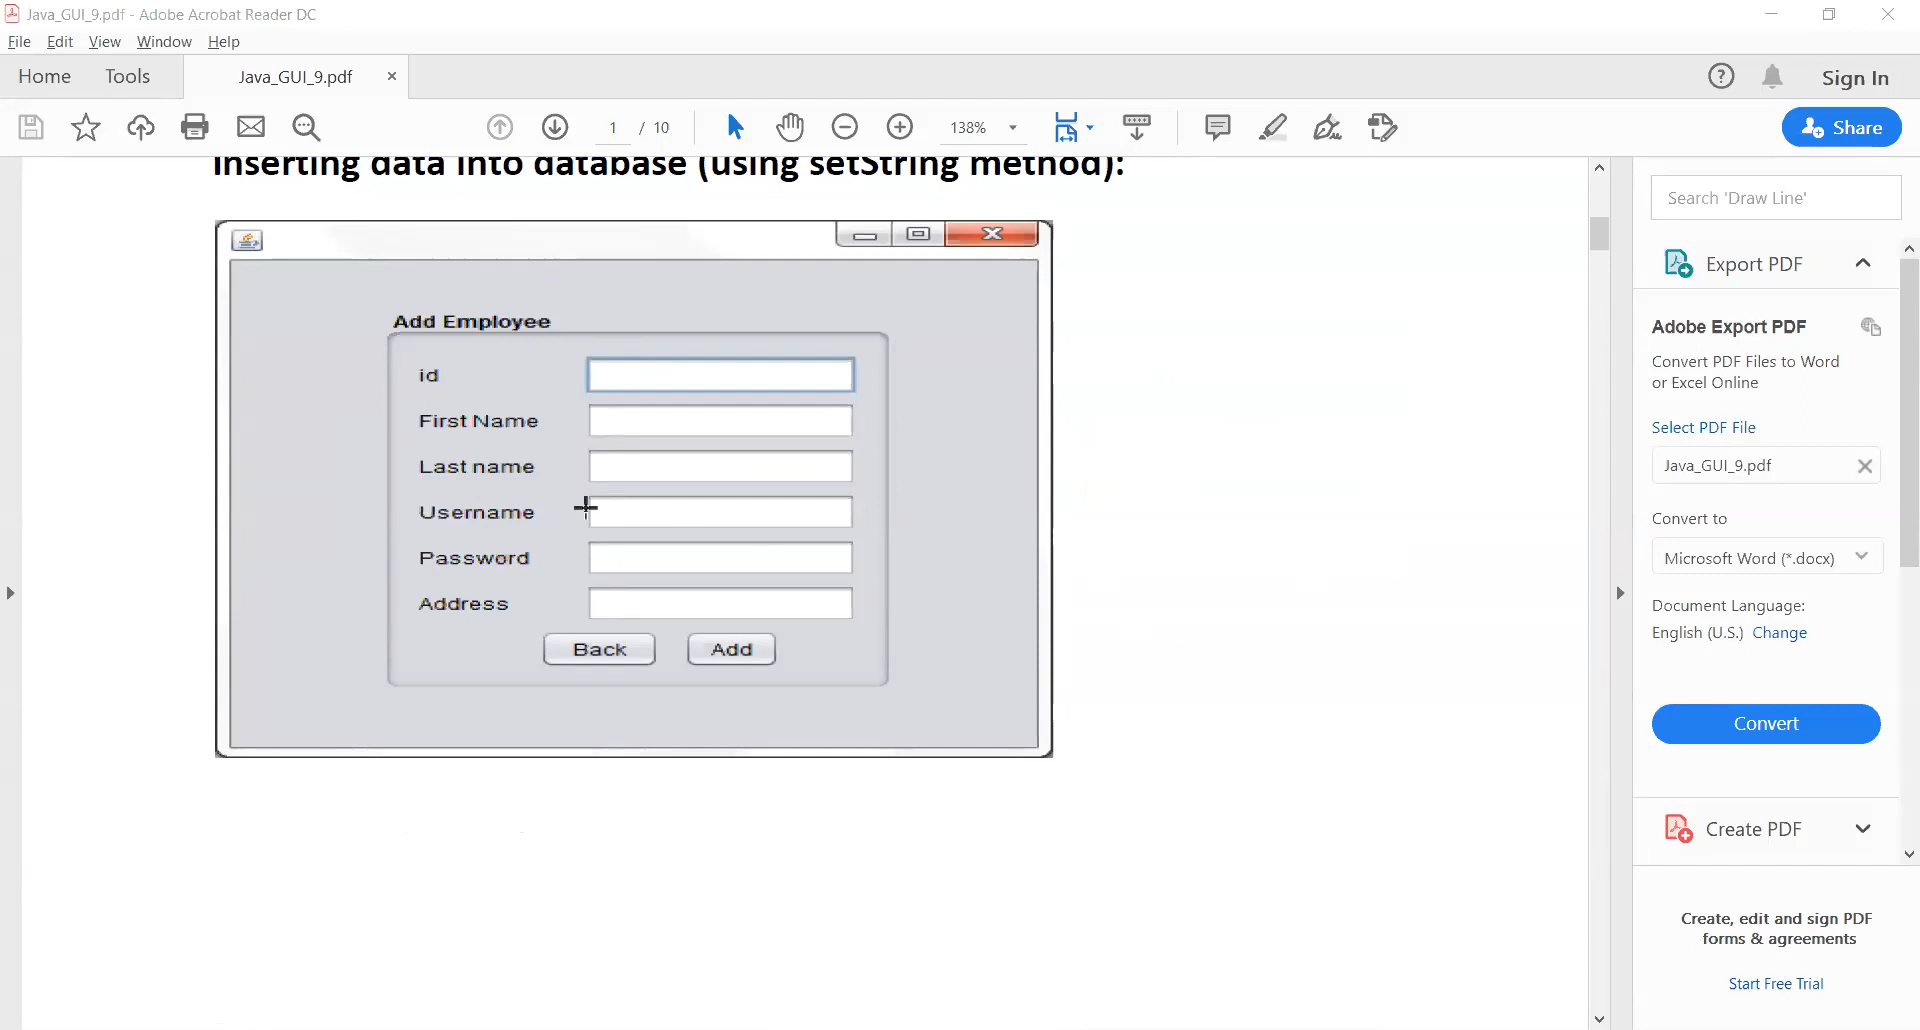 Java_GUI_9.pdf - Adobe Acrobat Reader DC
File Edit View Window Help
Home Tools Java_GUI_9.pdf × Sign In
1 / 10 138% Share
Inserting data into database (using setString method):
Add Employee
id
First Name
Last name
Username
Password
Address
Back Add
Search 'Draw Line'
Export PDF
Adobe Export PDF
Convert PDF Files to Word
or Excel Online
Select PDF File
Java_GUI_9.pdf
Convert to
Microsoft Word (*.docx)
Document Language:
English (U.S.) Change
Convert
Create PDF
Create, edit and sign PDF
forms & agreements
Start Free Trial